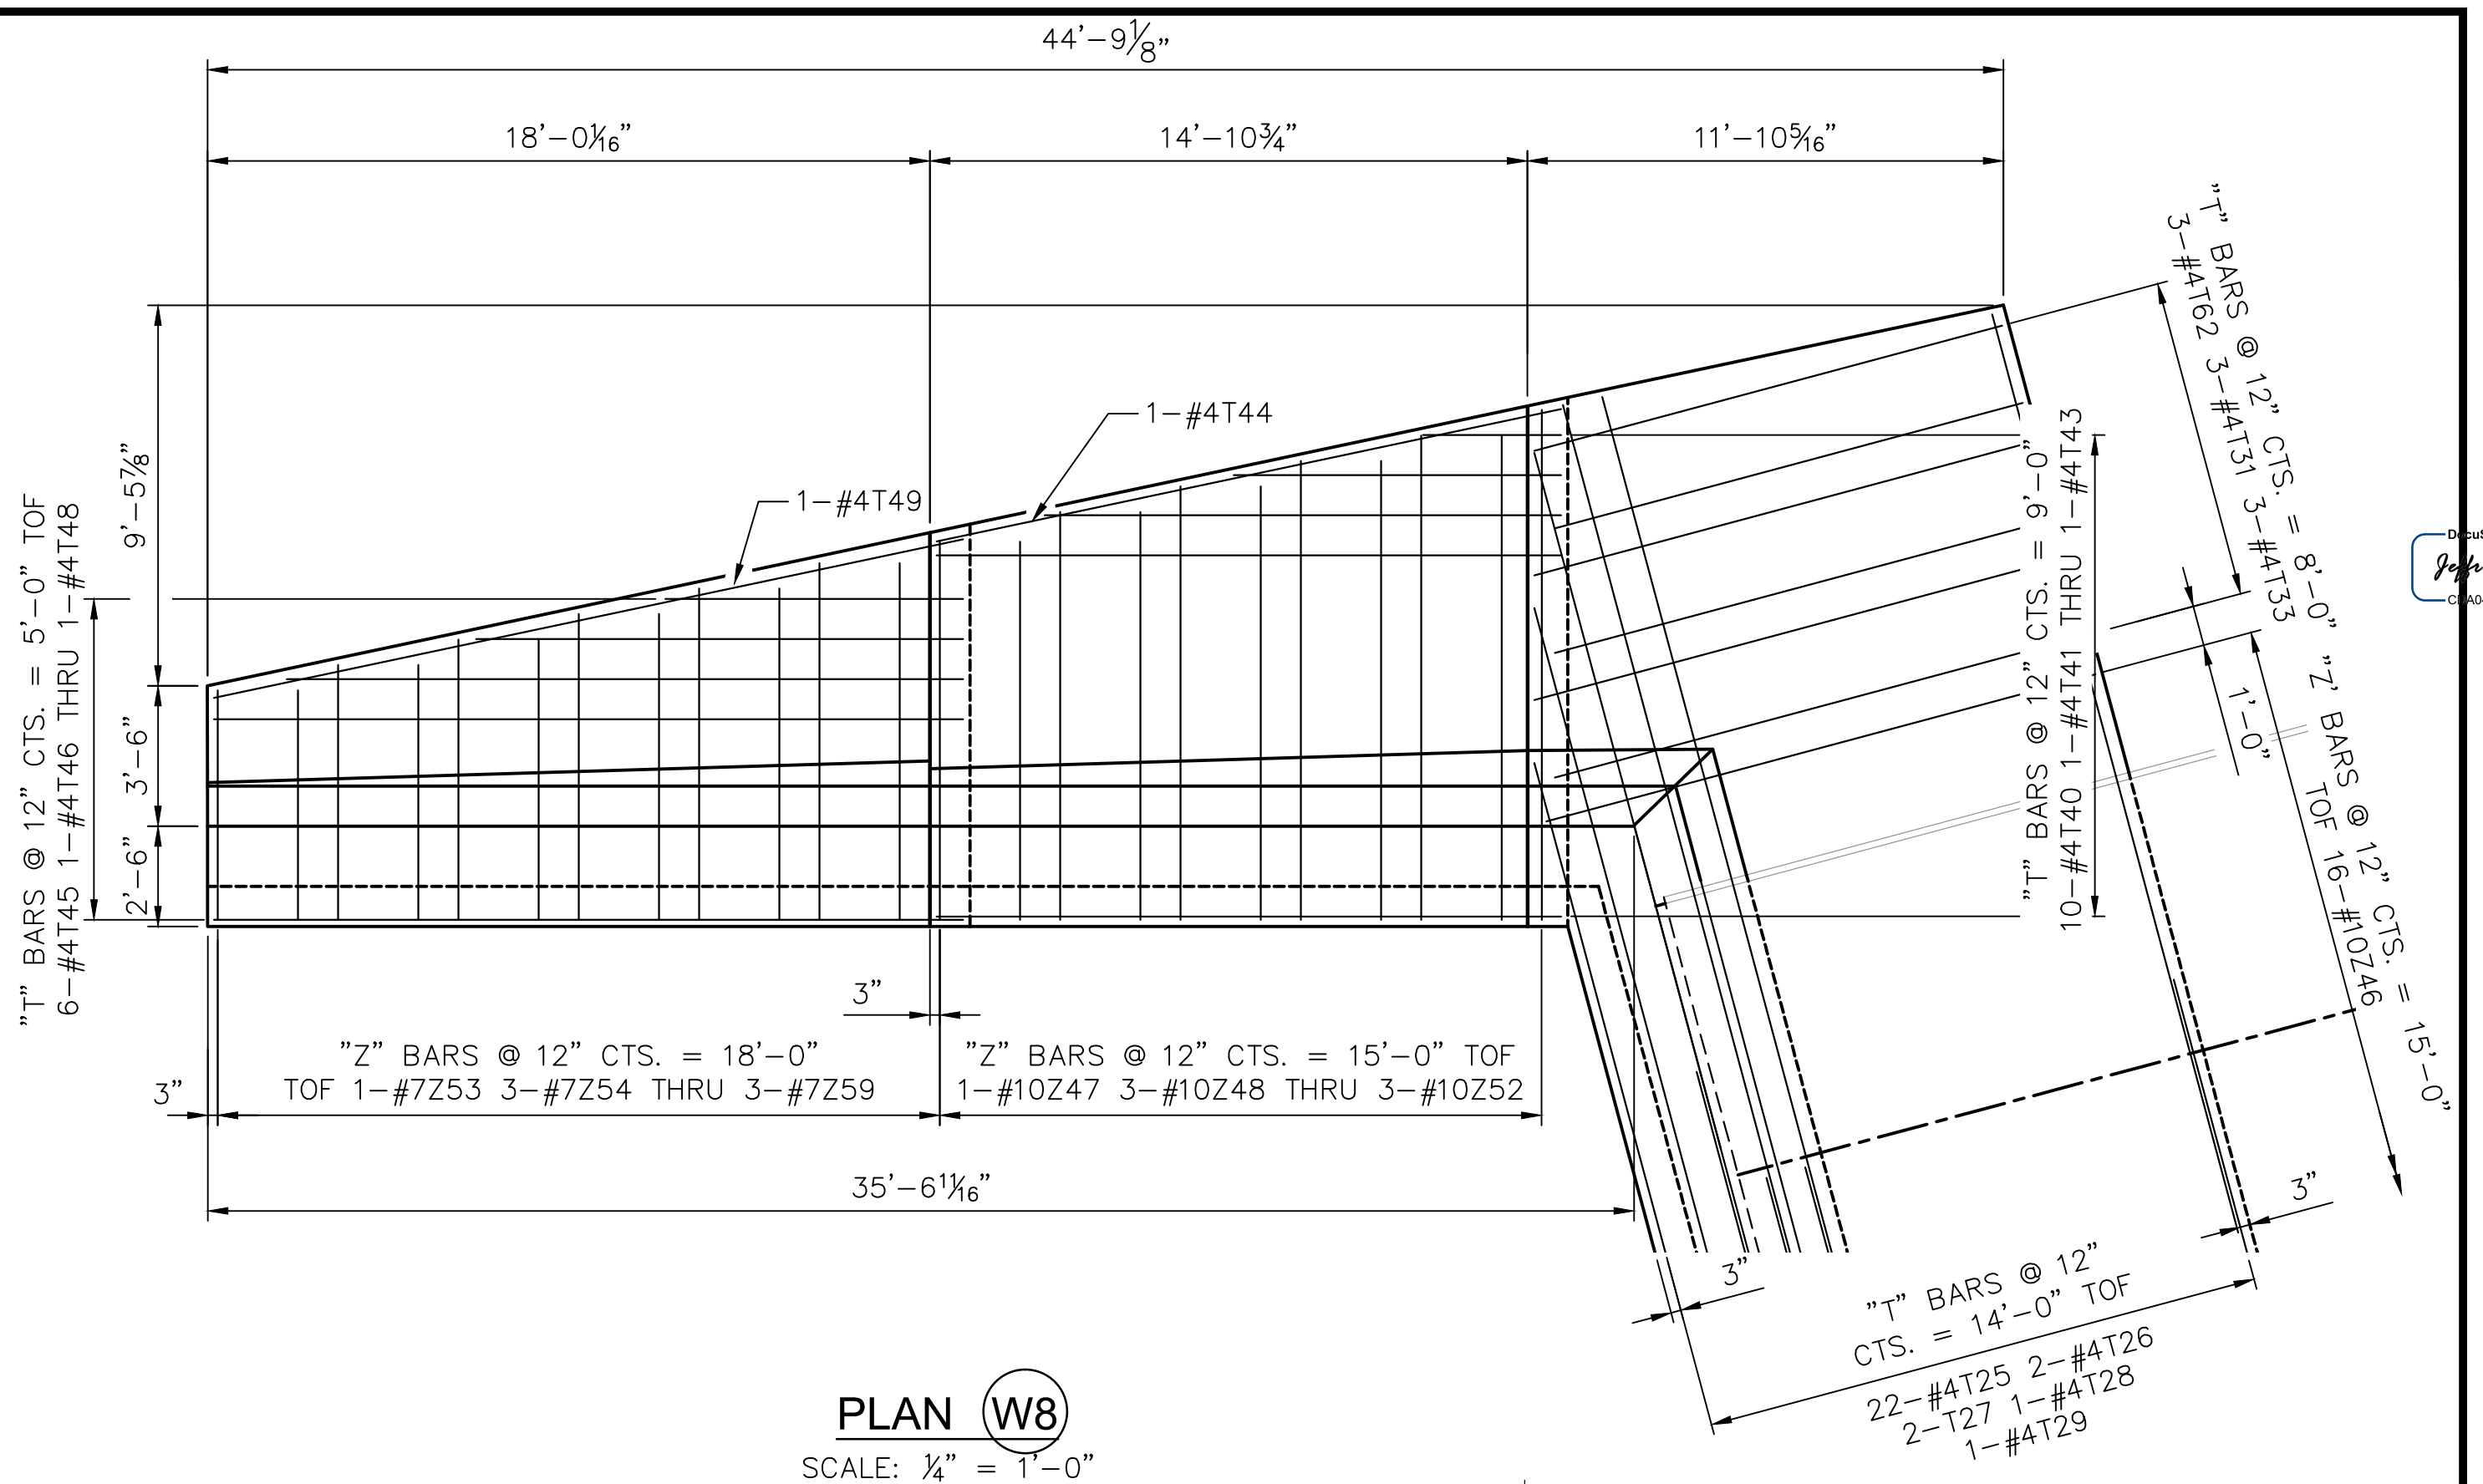 44'-9⅛"
18'-0 1/16"
14'-10¾"
11'-10 5/16"
"T" BARS @ 12" CTS. = 8'-0"
3-#4T62 3-#4T31 3-#4T33
1-#4T44
1-#4T49
9'-5⅞"
3'-6"
2'-6"
"T" BARS @ 12" CTS. = 5'-0" TOF
6-#4T45 1-#4T46 THRU 1-#4T48
"T" BARS @ 12" CTS. = 9'-0"
10-#4T40 1-#4T41 THRU 1-#4T43
1'-0"
"Z' BARS @ 12" CTS. = 15'-0"
TOF 16-#10Z46
3"
"Z" BARS @ 12" CTS. = 18'-0"
TOF 1-#7Z53 3-#7Z54 THRU 3-#7Z59
3"
"Z" BARS @ 12" CTS. = 15'-0" TOF
1-#10Z47 3-#10Z48 THRU 3-#10Z52
35'-6 11/16"
3"
3"
"T" BARS @ 12"
CTS. = 14'-0" TOF
22-#4T25 2-#4T26
2-T27 1-#4T28
1-#4T29
PLAN W8
SCALE: ¼" = 1'-0"